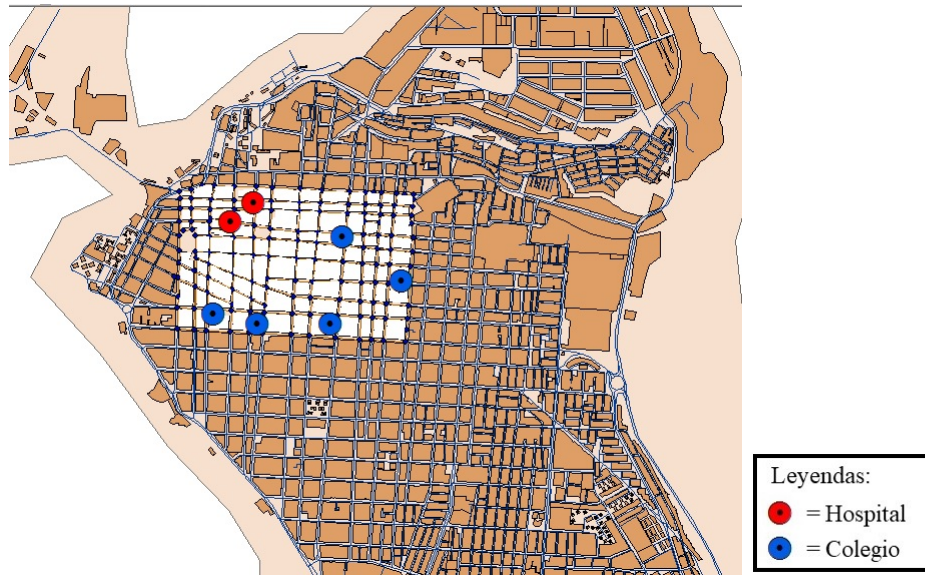 Leyendas:
= Hospital
= Colegio